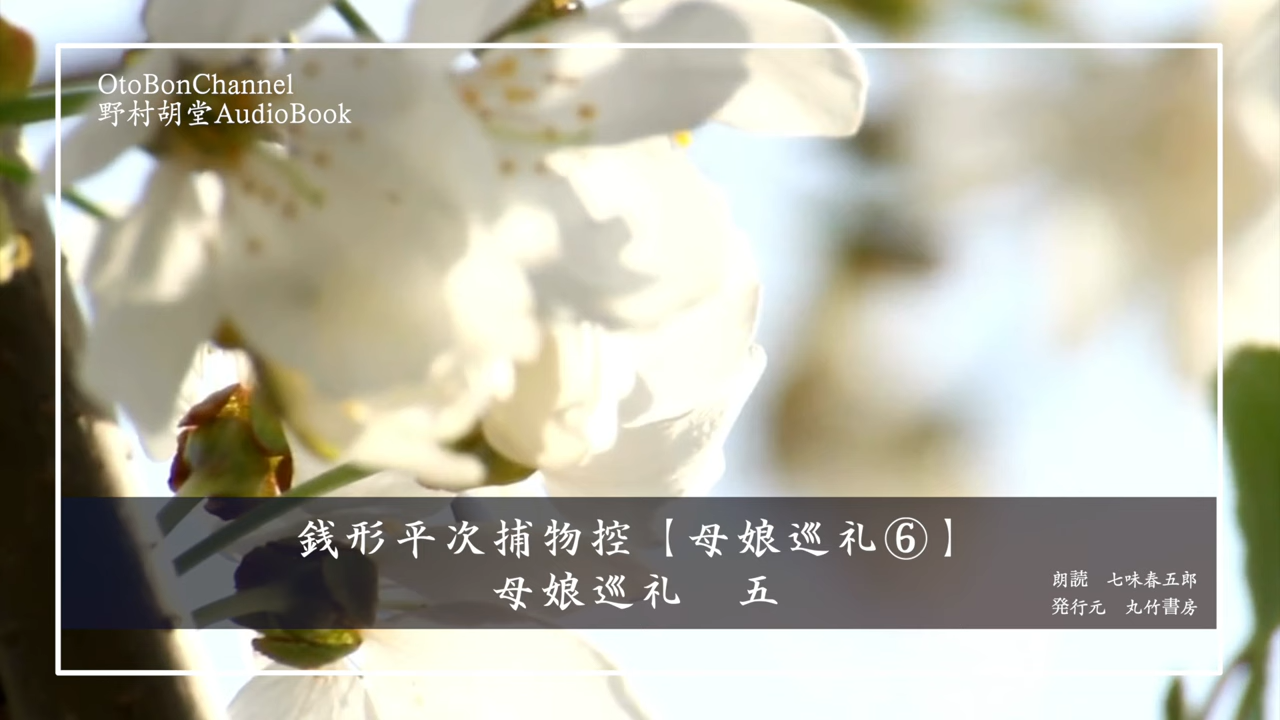 OtoBonChannel
野村胡堂AudioBook
銭形平次捕物控【母娘巡礼⑥】
母娘巡礼　五
朗読　七味春五郎
発行元　丸竹書房